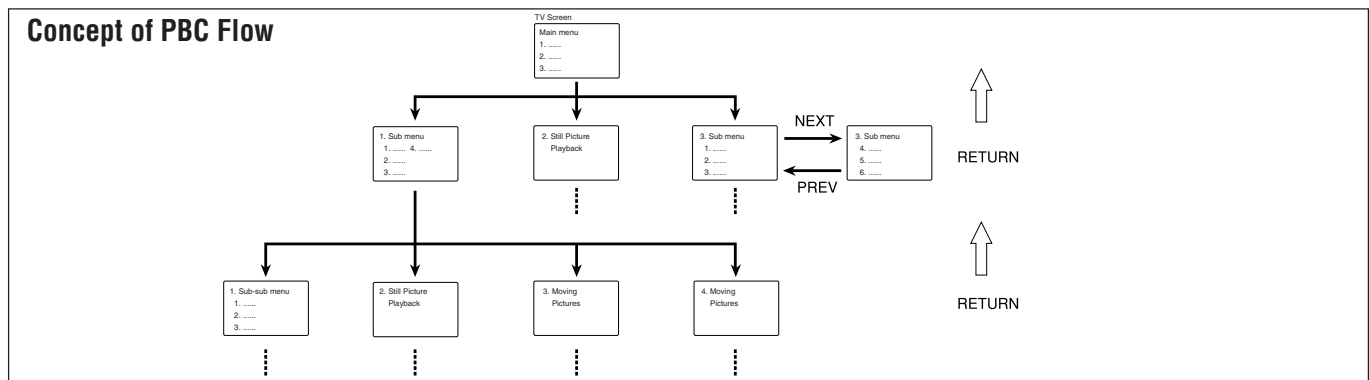 Concept of PBC Flow
TV Screen
Main menu
1. ......
2. ......
3. ......
1. Sub menu
1. ...... 4. ......
2. ......
3. ......
2. Still Picture
Playback
3. Sub menu
1. ......
2. ......
3. ......
NEXT
PREV
3. Sub menu
4. ......
5. ......
6. ......
RETURN
1. Sub-sub menu
1. ......
2. ......
3. ......
2. Still Picture
Playback
3. Moving
Pictures
4. Moving
Pictures
RETURN